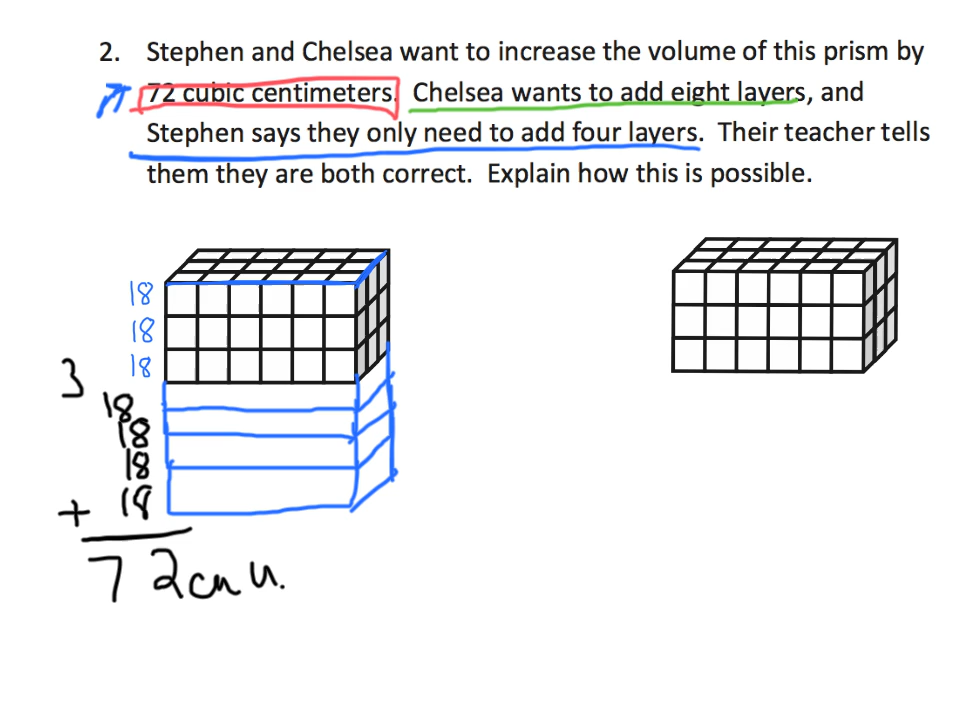 2. Stephen and Chelsea want to increase the volume of this prism by
72 cubic centimeters. Chelsea wants to add eight layers, and
Stephen says they only need to add four layers. Their teacher tells
them they are both correct. Explain how this is possible.
18
18
18
3
18
18
18
+ 18
72 cm u.